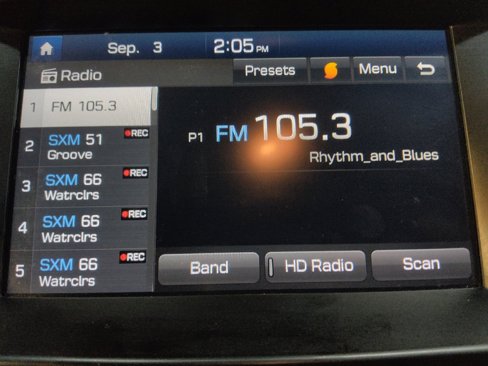 Sep. 3 2:05 PM
Radio Presets Menu
1 FM 105.3
2 SXM 51 REC
Groove
3 SXM 66 REC
Watrclrs
4 SXM 66 REC
Watrclrs
5 SXM 66 REC
Watrclrs
P1 FM 105.3
Rhythm_and_Blues
Band HD Radio Scan